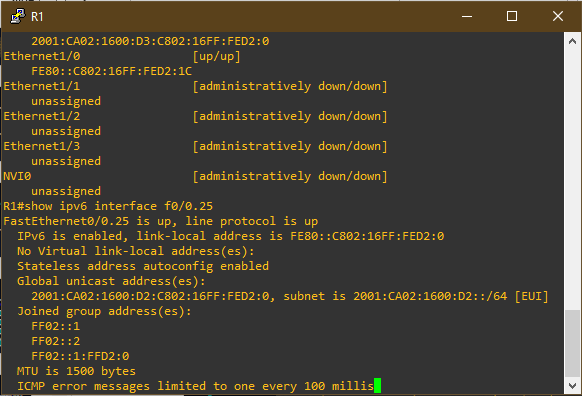 R1
2001:CA02:1600:D3:C802:16FF:FED2:0
Ethernet1/0 [up/up]
FE80::C802:16FF:FED2:1C
Ethernet1/1 [administratively down/down]
unassigned
Ethernet1/2 [administratively down/down]
unassigned
Ethernet1/3 [administratively down/down]
unassigned
NVI0 [administratively down/down]
unassigned
R1#show ipv6 interface f0/0.25
FastEthernet0/0.25 is up, line protocol is up
IPv6 is enabled, link-local address is FE80::C802:16FF:FED2:0
No Virtual link-local address(es):
Stateless address autoconfig enabled
Global unicast address(es):
2001:CA02:1600:D2:C802:16FF:FED2:0, subnet is 2001:CA02:1600:D2::/64 [EUI]
Joined group address(es):
FF02::1
FF02::2
FF02::1:FFD2:0
MTU is 1500 bytes
ICMP error messages limited to one every 100 millis